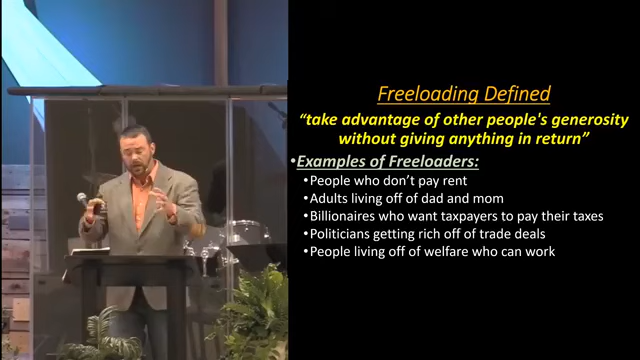 Freeloading Defined
“take advantage of other people's generosity
without giving anything in return”
•Examples of Freeloaders:
•People who don’t pay rent
•Adults living off of dad and mom
•Billionaires who want taxpayers to pay their taxes
•Politicians getting rich off of trade deals
•People living off of welfare who can work